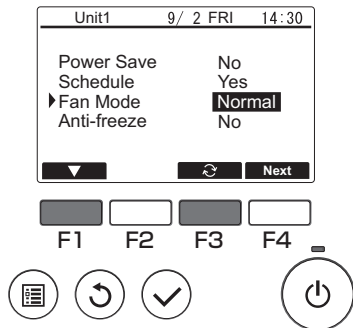 Unit1 9/ 2 FRI 14:30
Power Save No
Schedule Yes
Fan Mode Normal
Anti-freeze No
Next
F1 F2 F3 F4